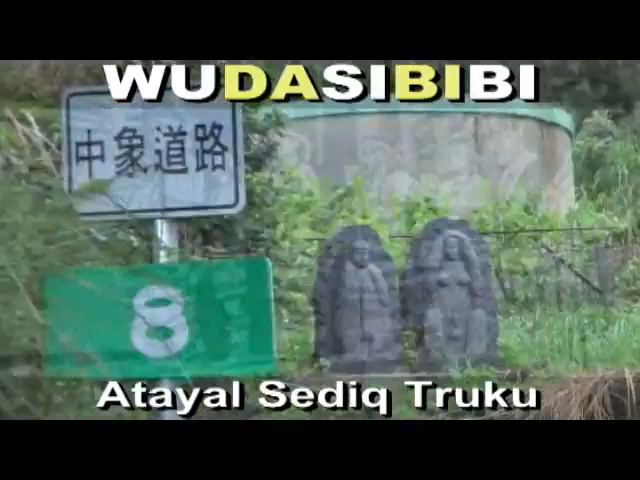 WUDASIBIBI
中象道路
8
Atayal Sediq Truku